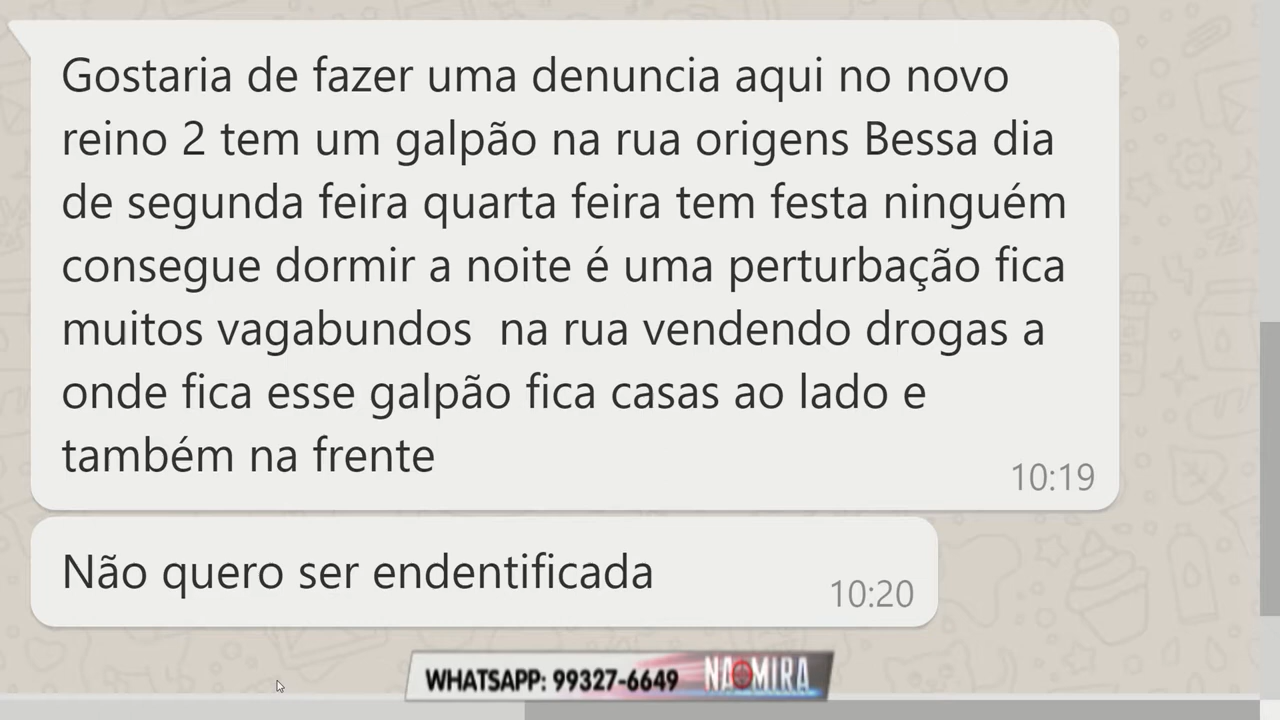 Gostaria de fazer uma denuncia aqui no novo
reino 2 tem um galpão na rua origens Bessa dia
de segunda feira quarta feira tem festa ninguém
consegue dormir a noite é uma perturbação fica
muitos vagabundos  na rua vendendo drogas a
onde fica esse galpão fica casas ao lado e
também na frente
10:19
Não quero ser endentificada
10:20
WHATSAPP: 99327-6649 NA MIRA